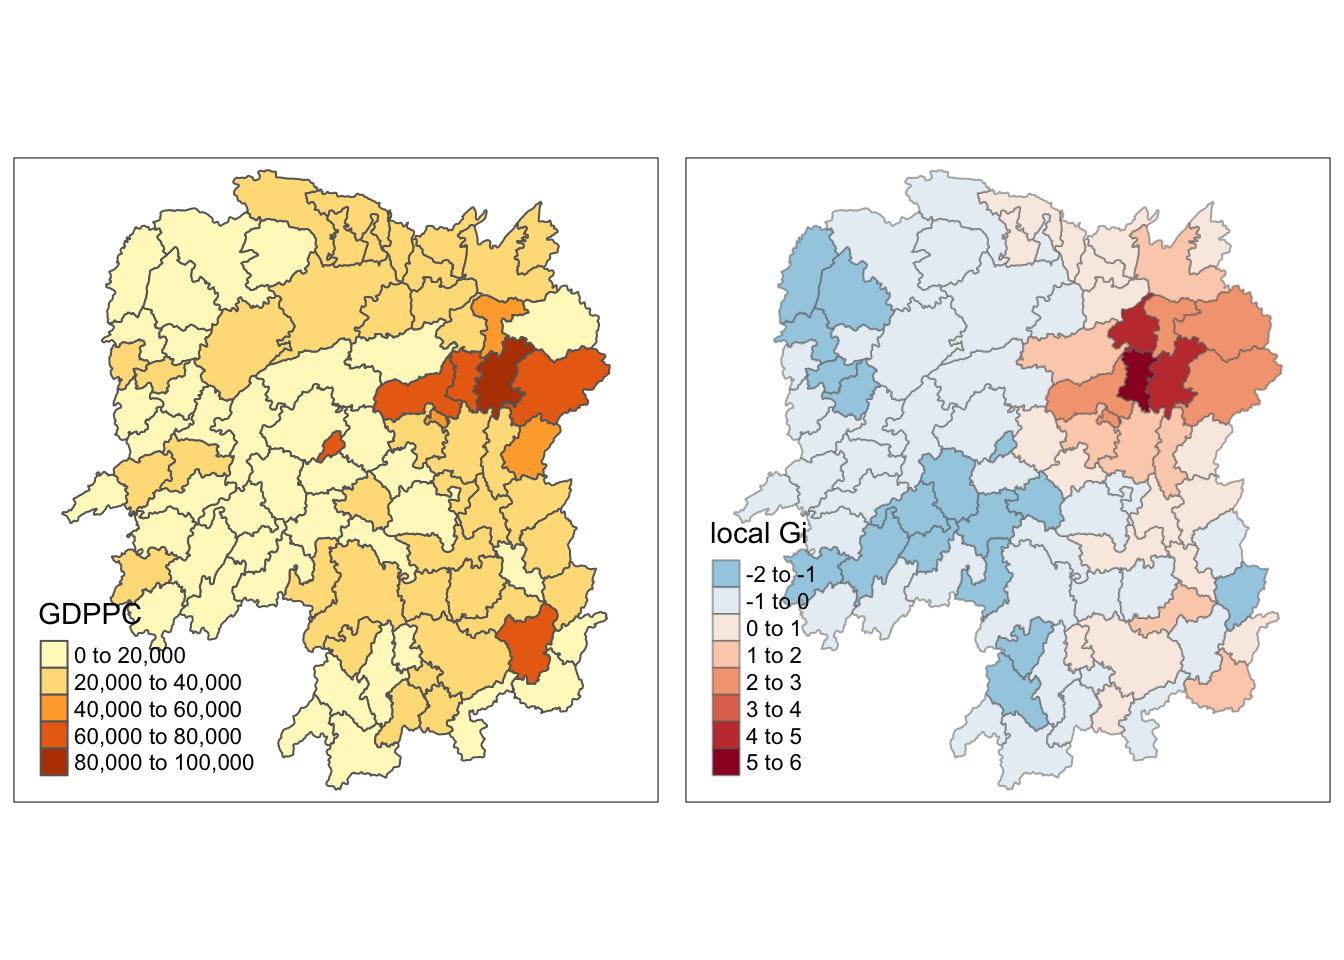 GDPPC
0 to 20,000
20,000 to 40,000
40,000 to 60,000
60,000 to 80,000
80,000 to 100,000
local Gi
-2 to -1
-1 to 0
0 to 1
1 to 2
2 to 3
3 to 4
4 to 5
5 to 6